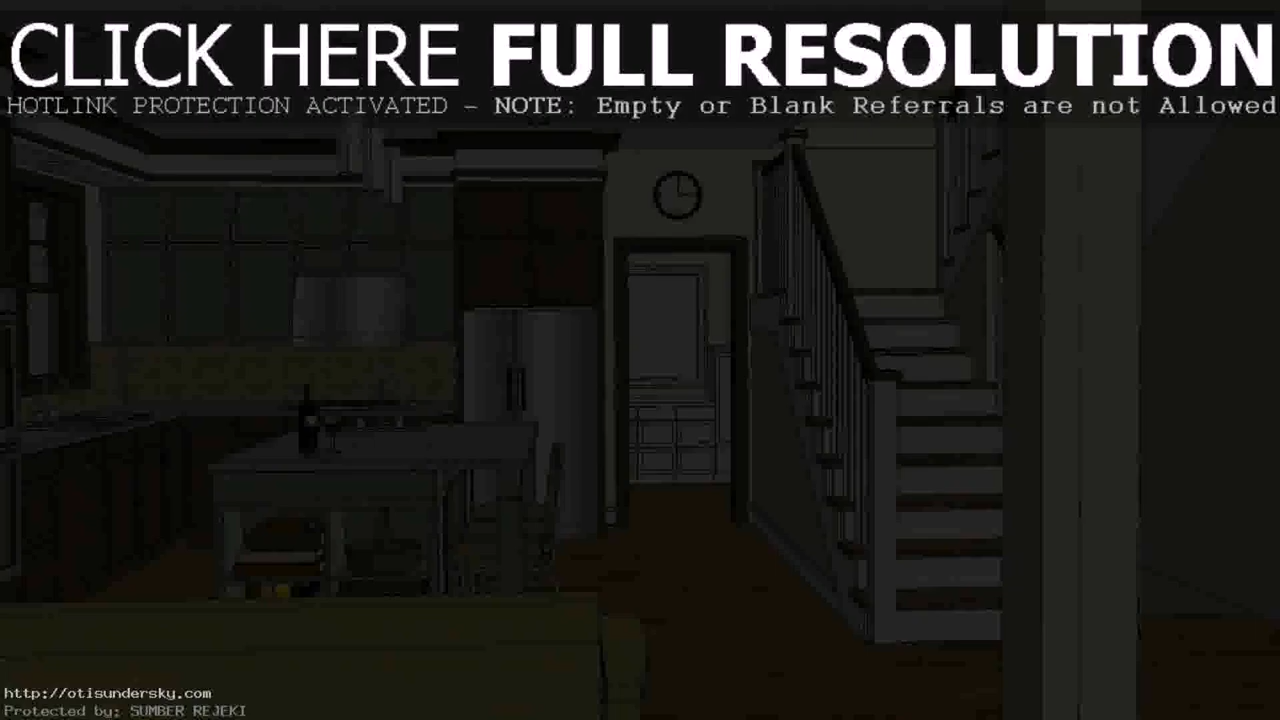 CLICK HERE FULL RESOLUTION
HOTLINK PROTECTION ACTIVATED - NOTE: Empty or Blank Referrals are not Allowed
http://otisundersky.com
Protected by: SUMBER REJEKI